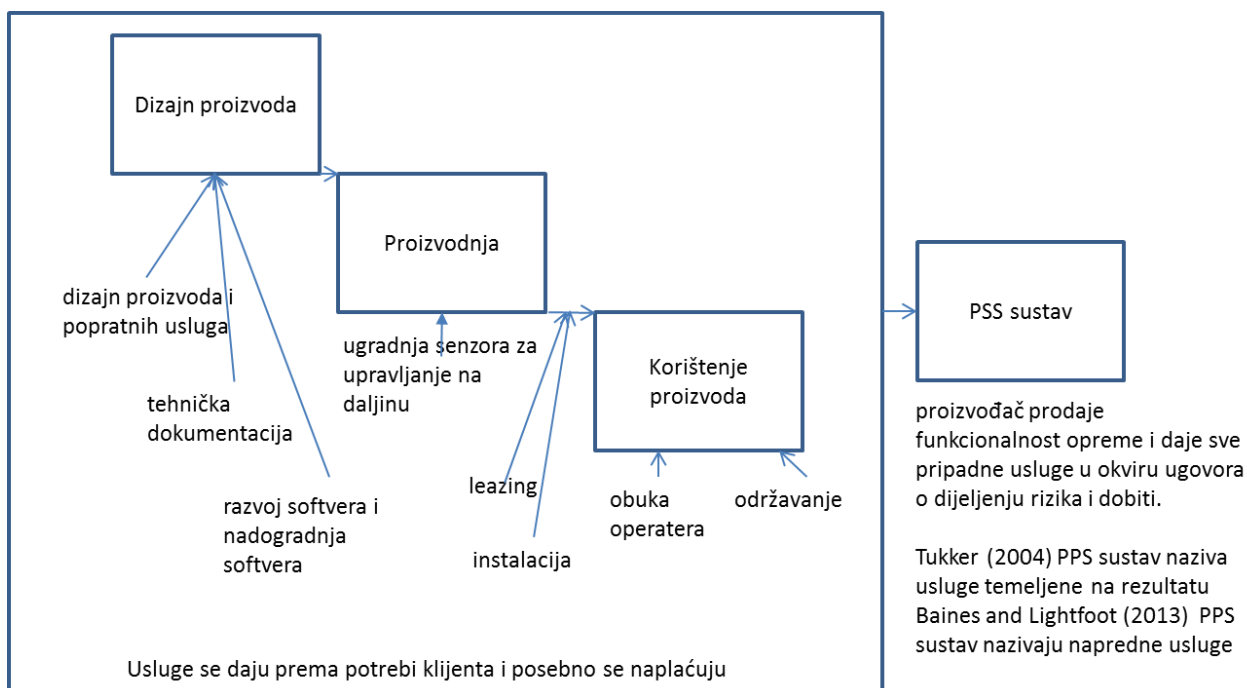 Dizajn proizvoda
Proizvodnja
dizajn proizvoda i
popratnih usluga
PSS sustav
ugradnja senzora za
upravljanje na
daljinu
Korištenje
proizvoda
tehnička
dokumentacija
proizvođač prodaje
funkcionalnost opreme i daje sve
pripadne usluge u okviru ugovora
o dijeljenju rizika i dobiti.
leazing
obuka
operatera
održavanje
razvoj softvera i
nadogradnja
softvera
instalacija
Tukker (2004) PPS sustav naziva
usluge temeljene na rezultatu
Baines and Lightfoot (2013) PPS
sustav nazivaju napredne usluge
Usluge se daju prema potrebi klijenta i posebno se naplaćuju